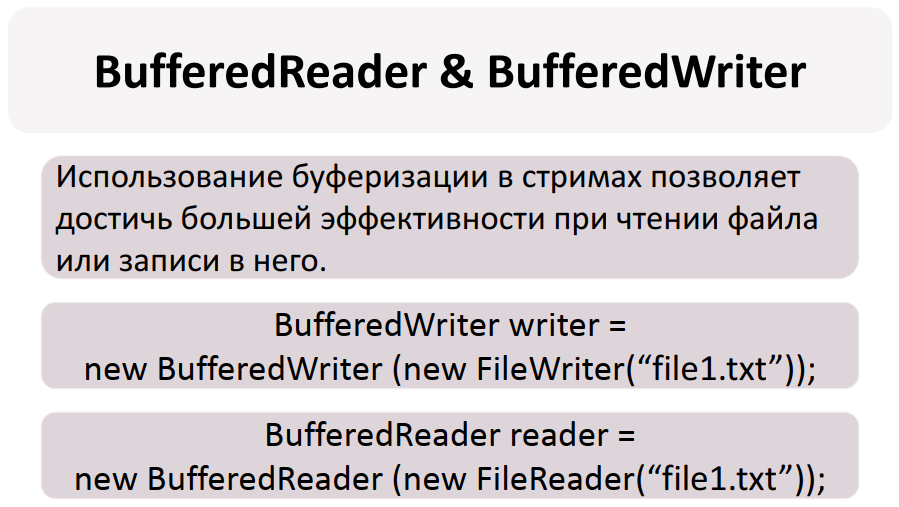 BufferedReader & BufferedWriter
Использование буферизации в стримах позволяет
достичь большей эффективности при чтении файла
или записи в него.
BufferedWriter writer =
new BufferedWriter (new FileWriter(“file1.txt”));
BufferedReader reader =
new BufferedReader (new FileReader(“file1.txt”));